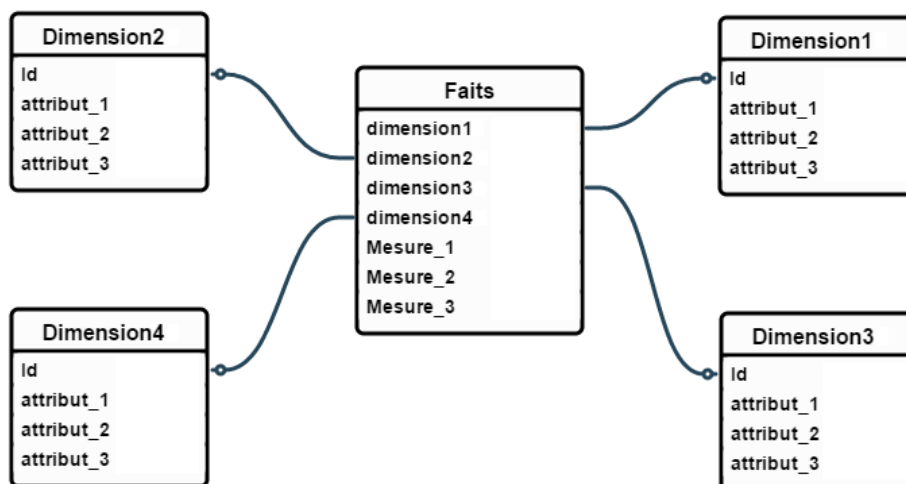 Dimension2
Id
attribut_1
attribut_2
attribut_3
Faits
dimension1
dimension2
dimension3
dimension4
Mesure_1
Mesure_2
Mesure_3
Dimension1
Id
attribut_1
attribut_2
attribut_3
Dimension4
Id
attribut_1
attribut_2
attribut_3
Dimension3
Id
attribut_1
attribut_2
attribut_3